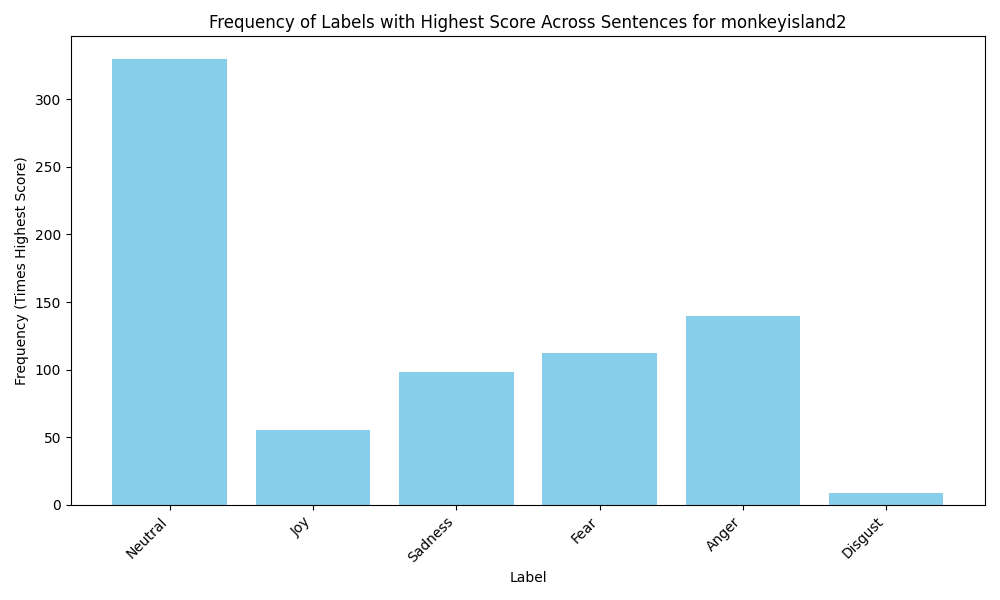 Frequency of Labels with Highest Score Across Sentences for monkeyisland2
Frequency (Times Highest Score)
300
250
200
150
100
50
0
Neutral
Joy
Sadness
Fear
Anger
Disgust
Label